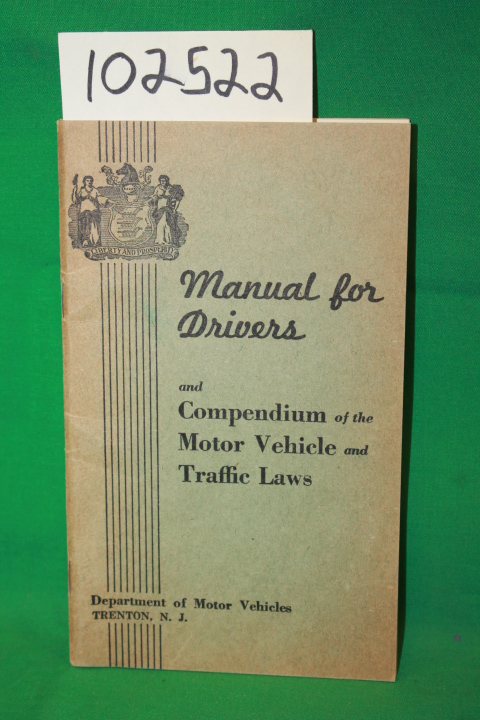 102522
LIBERTY AND PROSPERITY
Manual for
Drivers
and
Compendium of the
Motor Vehicle and
Traffic Laws
Department of Motor Vehicles
TRENTON, N. J.